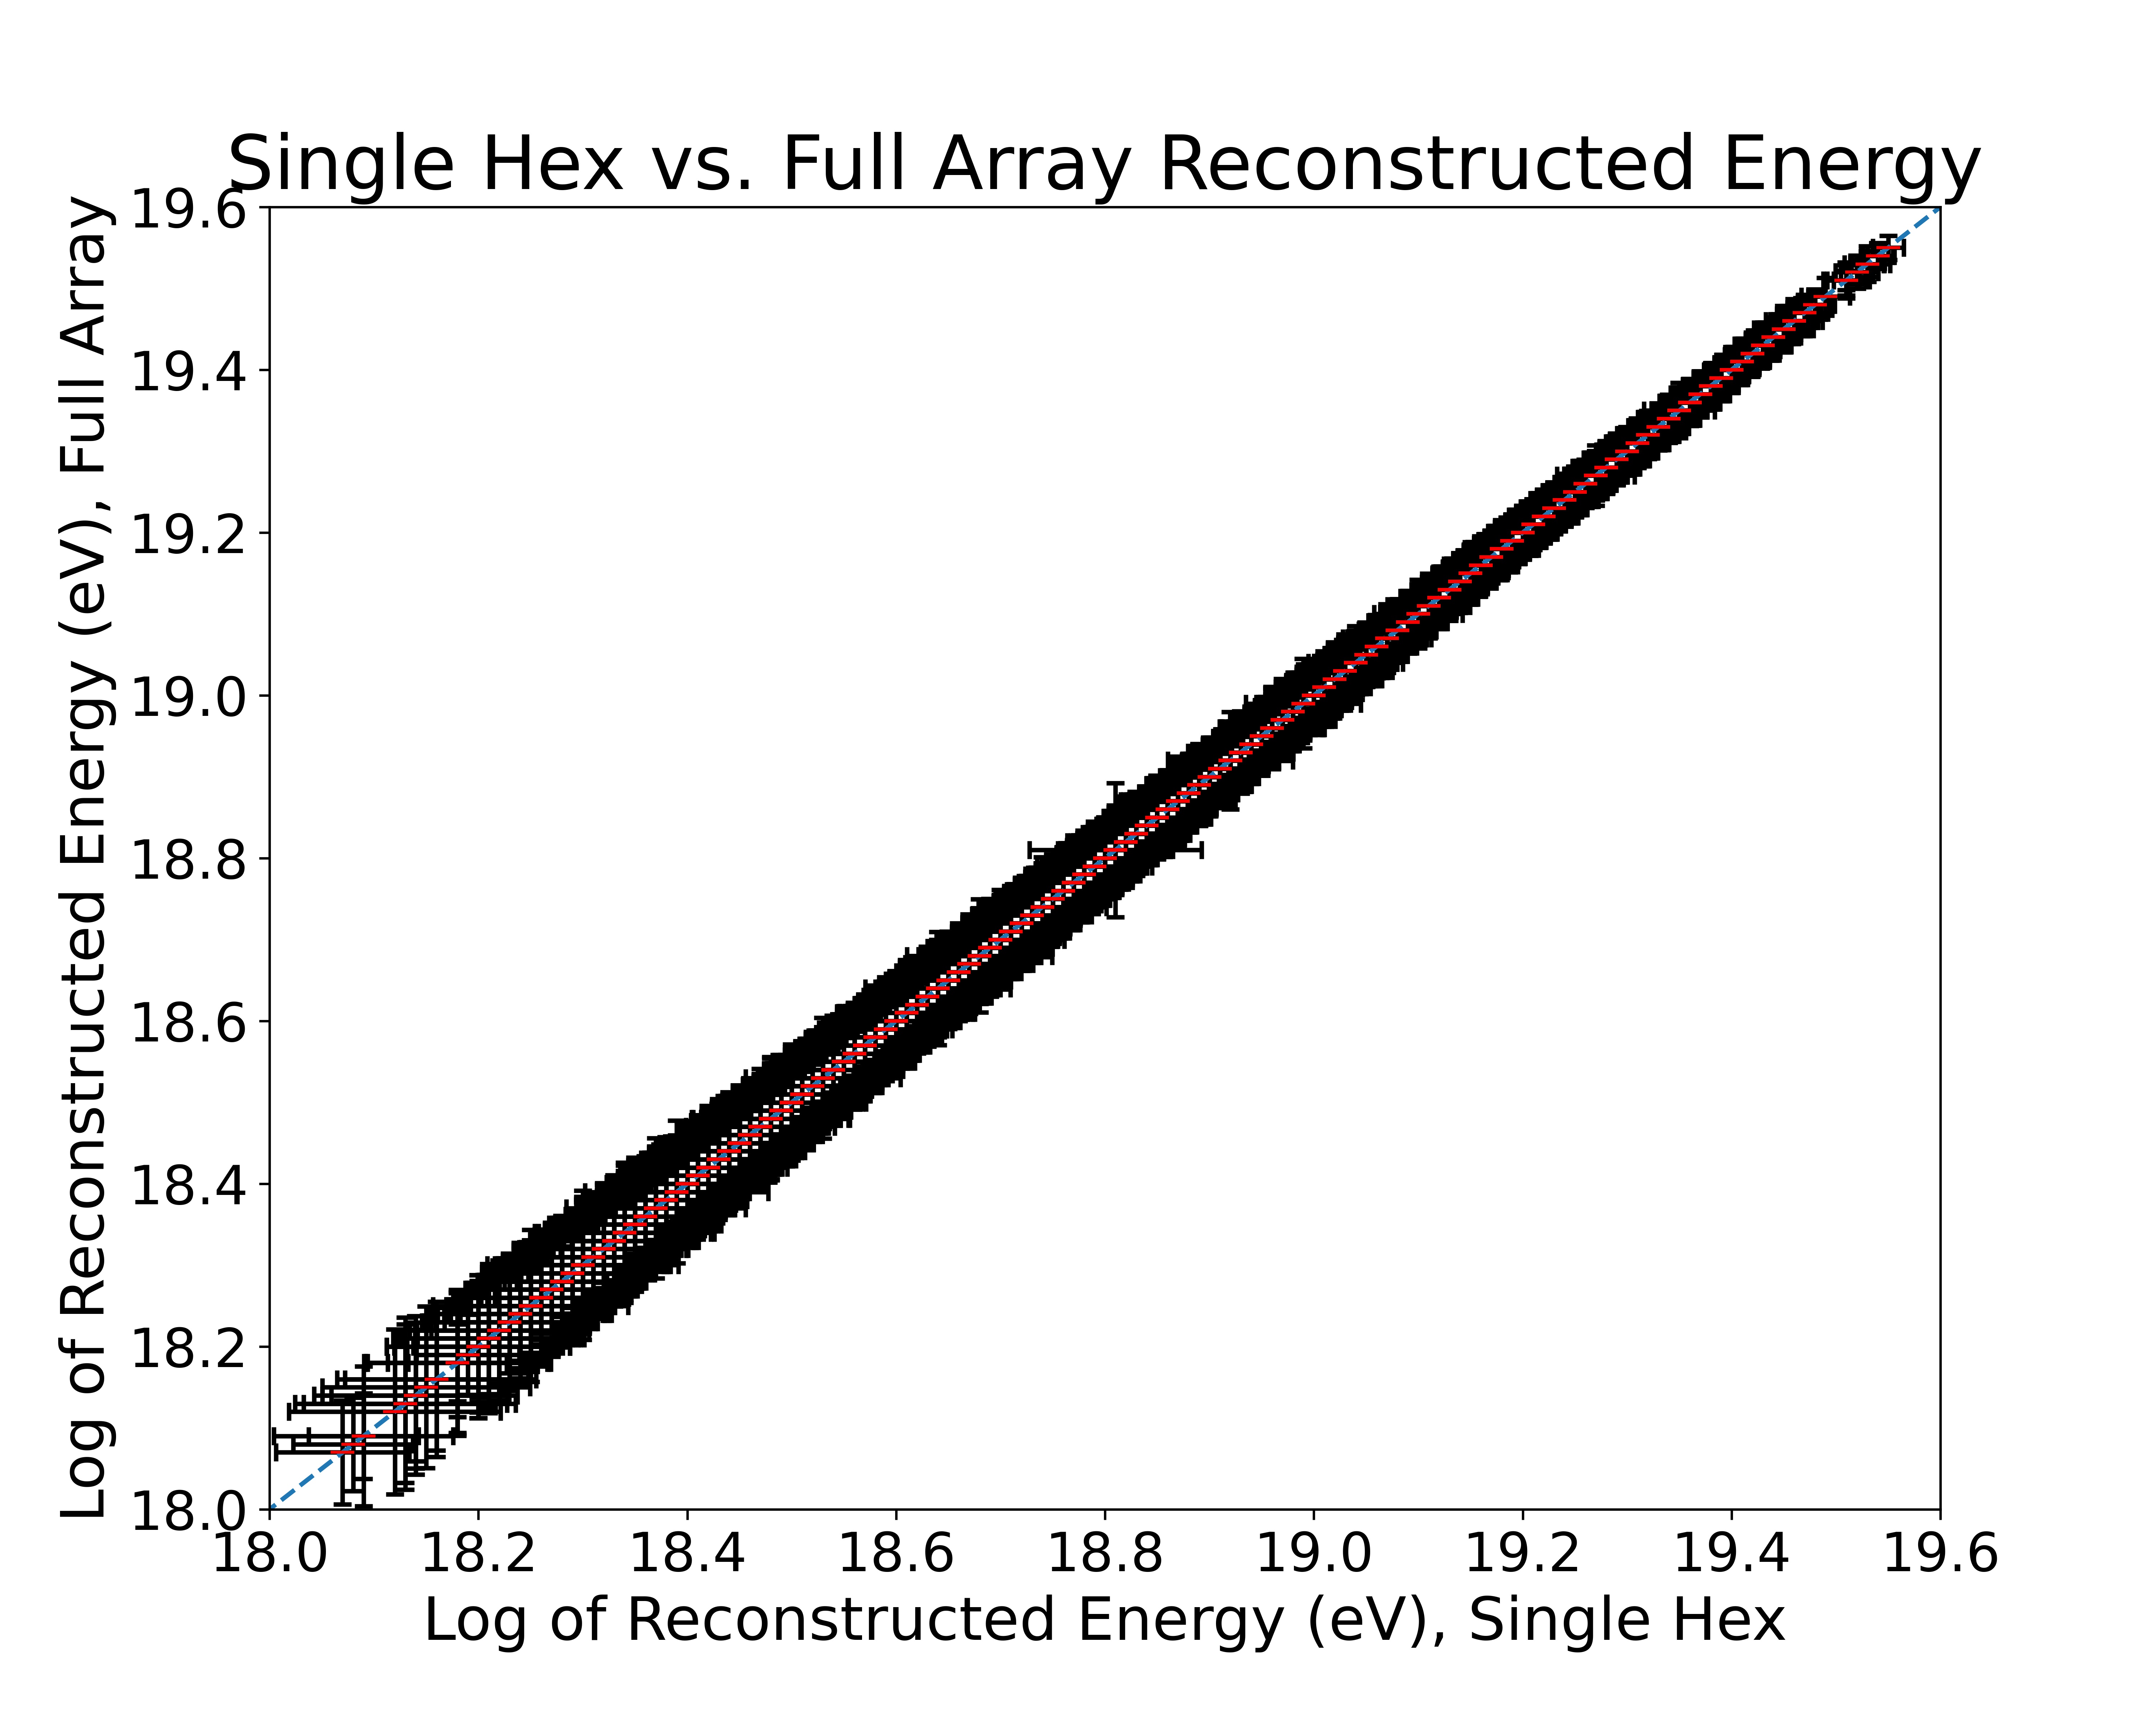 Single Hex vs. Full Array Reconstructed Energy
Log of Reconstructed Energy (eV), Full Array
19.6
19.4
19.2
19.0
18.8
18.6
18.4
18.2
18.0
18.0 18.2 18.4 18.6 18.8 19.0 19.2 19.4 19.6
Log of Reconstructed Energy (eV), Single Hex